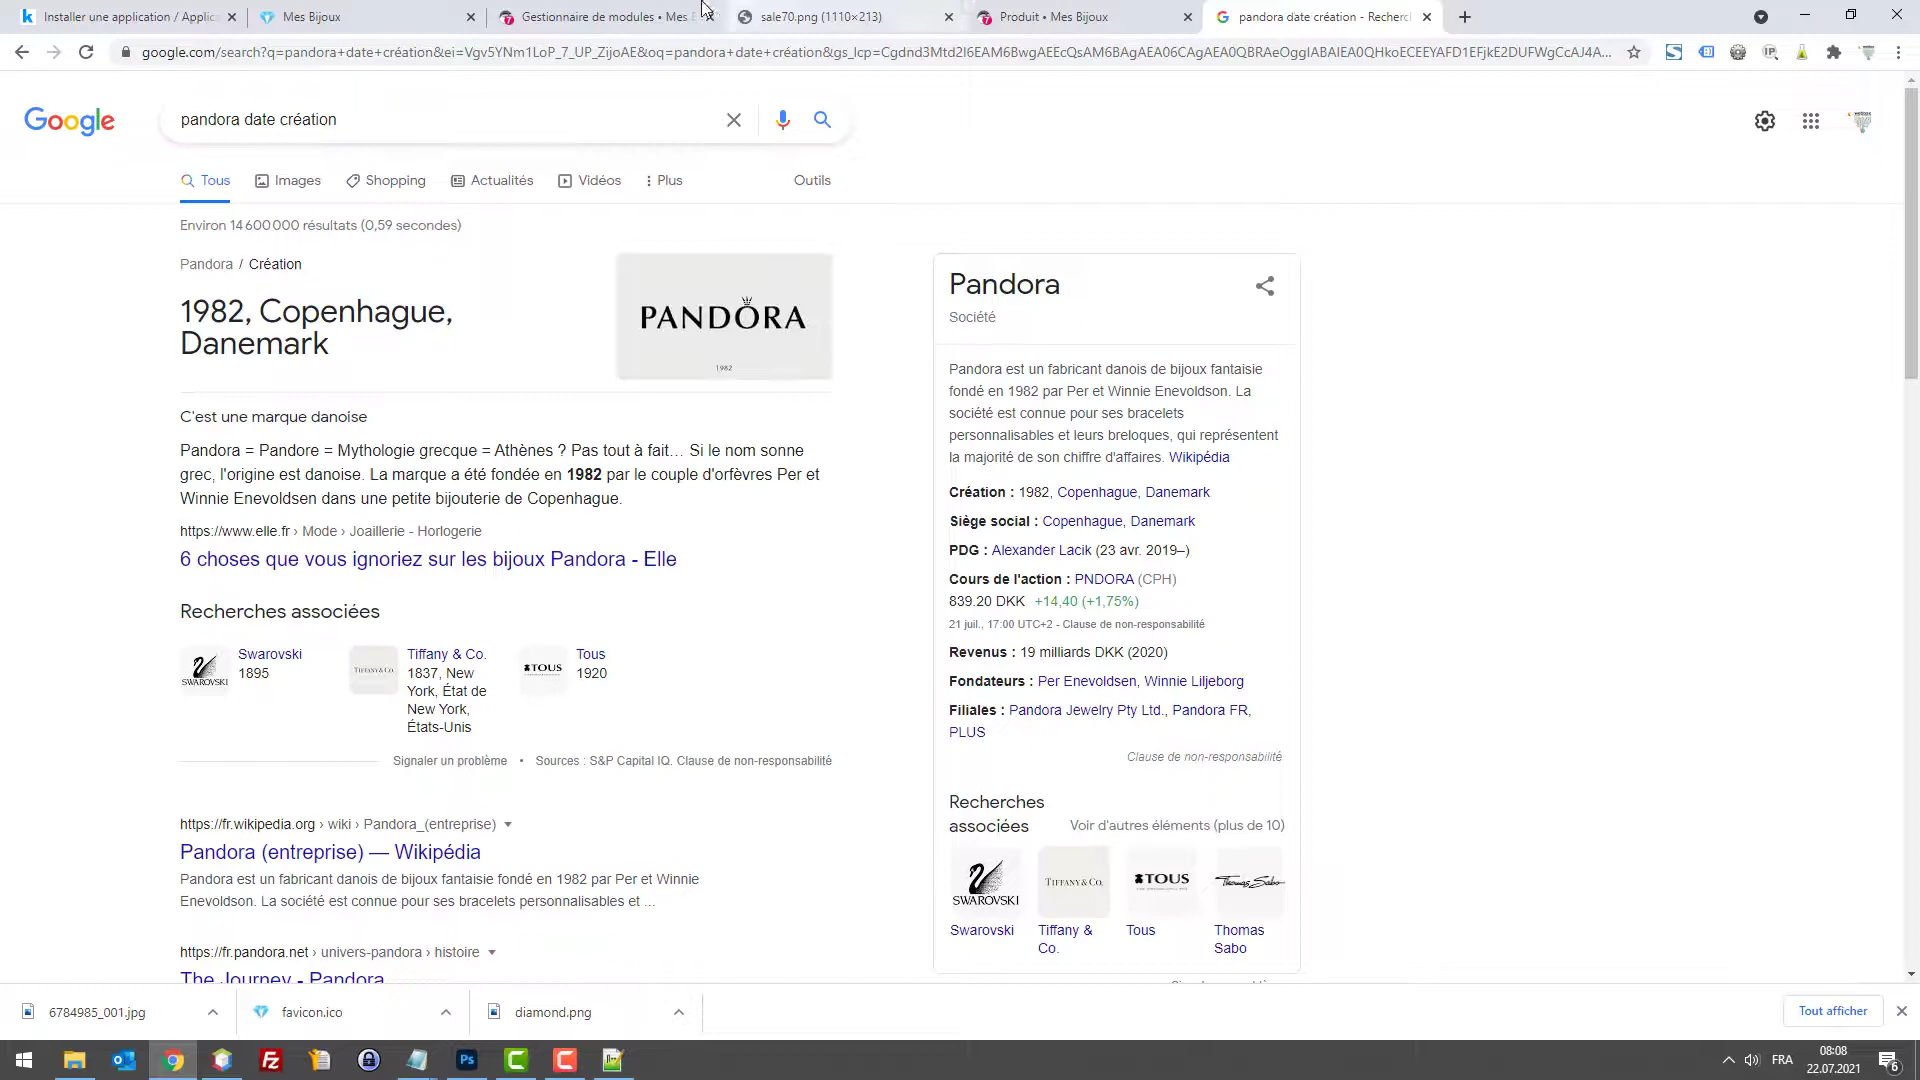 Installer une application / Applic
Mes Bijoux
Gestionnaire de modules • Mes
sale70.png (1110×213)
Produit • Mes Bijoux
pandora date création - Recherc
google.com/search?q=pandora+date+création&ei=Vgv5YNm1LoP_7_UP_ZijoAE&oq=pandora+date+création&gs_lcp=Cgdnd3Mtd2l6EAM6BwgAEEcQsAM6BAgAEA06CAgAEA0QBRAeOggIABAIEA0QHkoECEEYAFD1EFjkE2DUFWgCcAJ4A...
Google
pandora date création
Tous
Images
Shopping
Actualités
Vidéos
Plus
Outils
Environ 14 600 000 résultats (0,59 secondes)
Pandora / Création
1982, Copenhague,
Danemark
PANDÖRA
1982
C'est une marque danoise
Pandora = Pandore = Mythologie grecque = Athènes ? Pas tout à fait… Si le nom sonne
grec, l'origine est danoise. La marque a été fondée en 1982 par le couple d'orfèvres Per et
Winnie Enevoldsen dans une petite bijouterie de Copenhague.
https://www.elle.fr › Mode › Joaillerie - Horlogerie
6 choses que vous ignoriez sur les bijoux Pandora - Elle
Recherches associées
SWAROVSKI
Swarovski
1895
TIFFANY & CO.
Tiffany & Co.
1837, New
York, État de
New York,
États-Unis
TOUS
Tous
1920
Signaler un problème • Sources : S&P Capital IQ. Clause de non-responsabilité
https://fr.wikipedia.org › wiki › Pandora_(entreprise)
Pandora (entreprise) — Wikipédia
Pandora est un fabricant danois de bijoux fantaisie fondé en 1982 par Per et Winnie
Enevoldson. La société est connue pour ses bracelets personnalisables et ...
https://fr.pandora.net › univers-pandora › histoire
The Journey - Pandora
Pandora
Société
Pandora est un fabricant danois de bijoux fantaisie
fondé en 1982 par Per et Winnie Enevoldson. La
société est connue pour ses bracelets
personnalisables et leurs breloques, qui représentent
la majorité de son chiffre d'affaires. Wikipédia
Création : 1982, Copenhague, Danemark
Siège social : Copenhague, Danemark
PDG : Alexander Lacik (23 avr. 2019–)
Cours de l'action : PNDORA (CPH)
839.20 DKK +14,40 (+1,75%)
21 juil., 17:00 UTC+2 - Clause de non-responsabilité
Revenus : 19 milliards DKK (2020)
Fondateurs : Per Enevoldsen, Winnie Liljeborg
Filiales : Pandora Jewelry Pty Ltd., Pandora FR,
PLUS
Clause de non-responsabilité
Recherches
associées
Voir d'autres éléments (plus de 10)
SWAROVSKI
TIFFANY & CO.
TOUS
Thomas Sabo
Swarovski
Tiffany &
Co.
Tous
Thomas
Sabo
6784985_001.jpg
favicon.ico
diamond.png
Tout afficher
Fz
Ps
FRA
08:08
22.07.2021
6